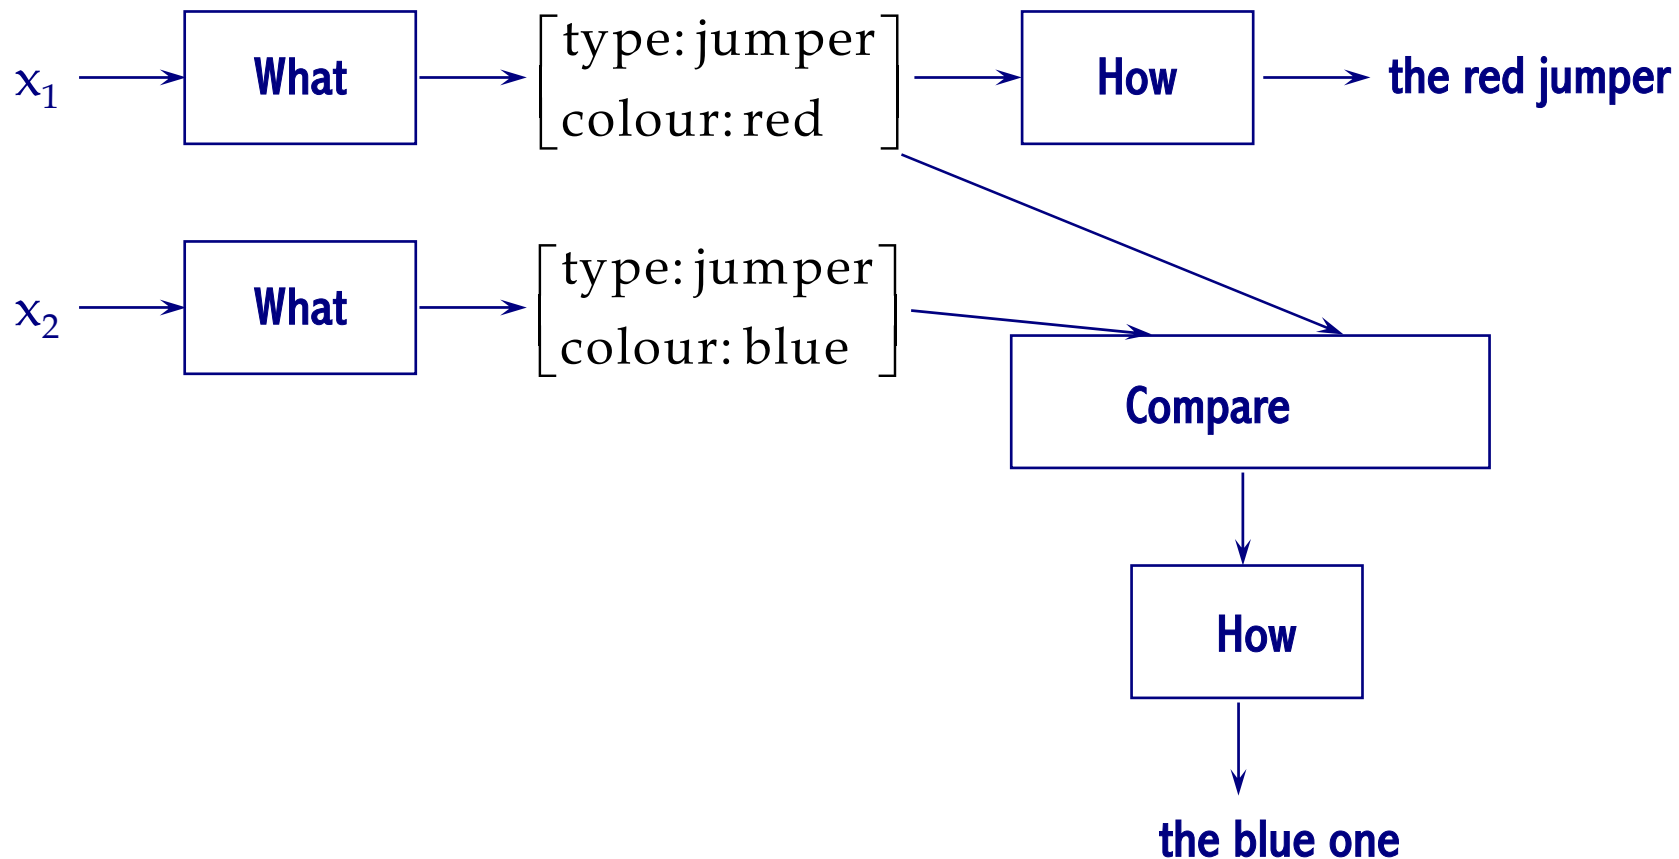 x1
What
type: jumper
colour: red
How
the red jumper
x2
What
type: jumper
colour: blue
Compare
How
the blue one